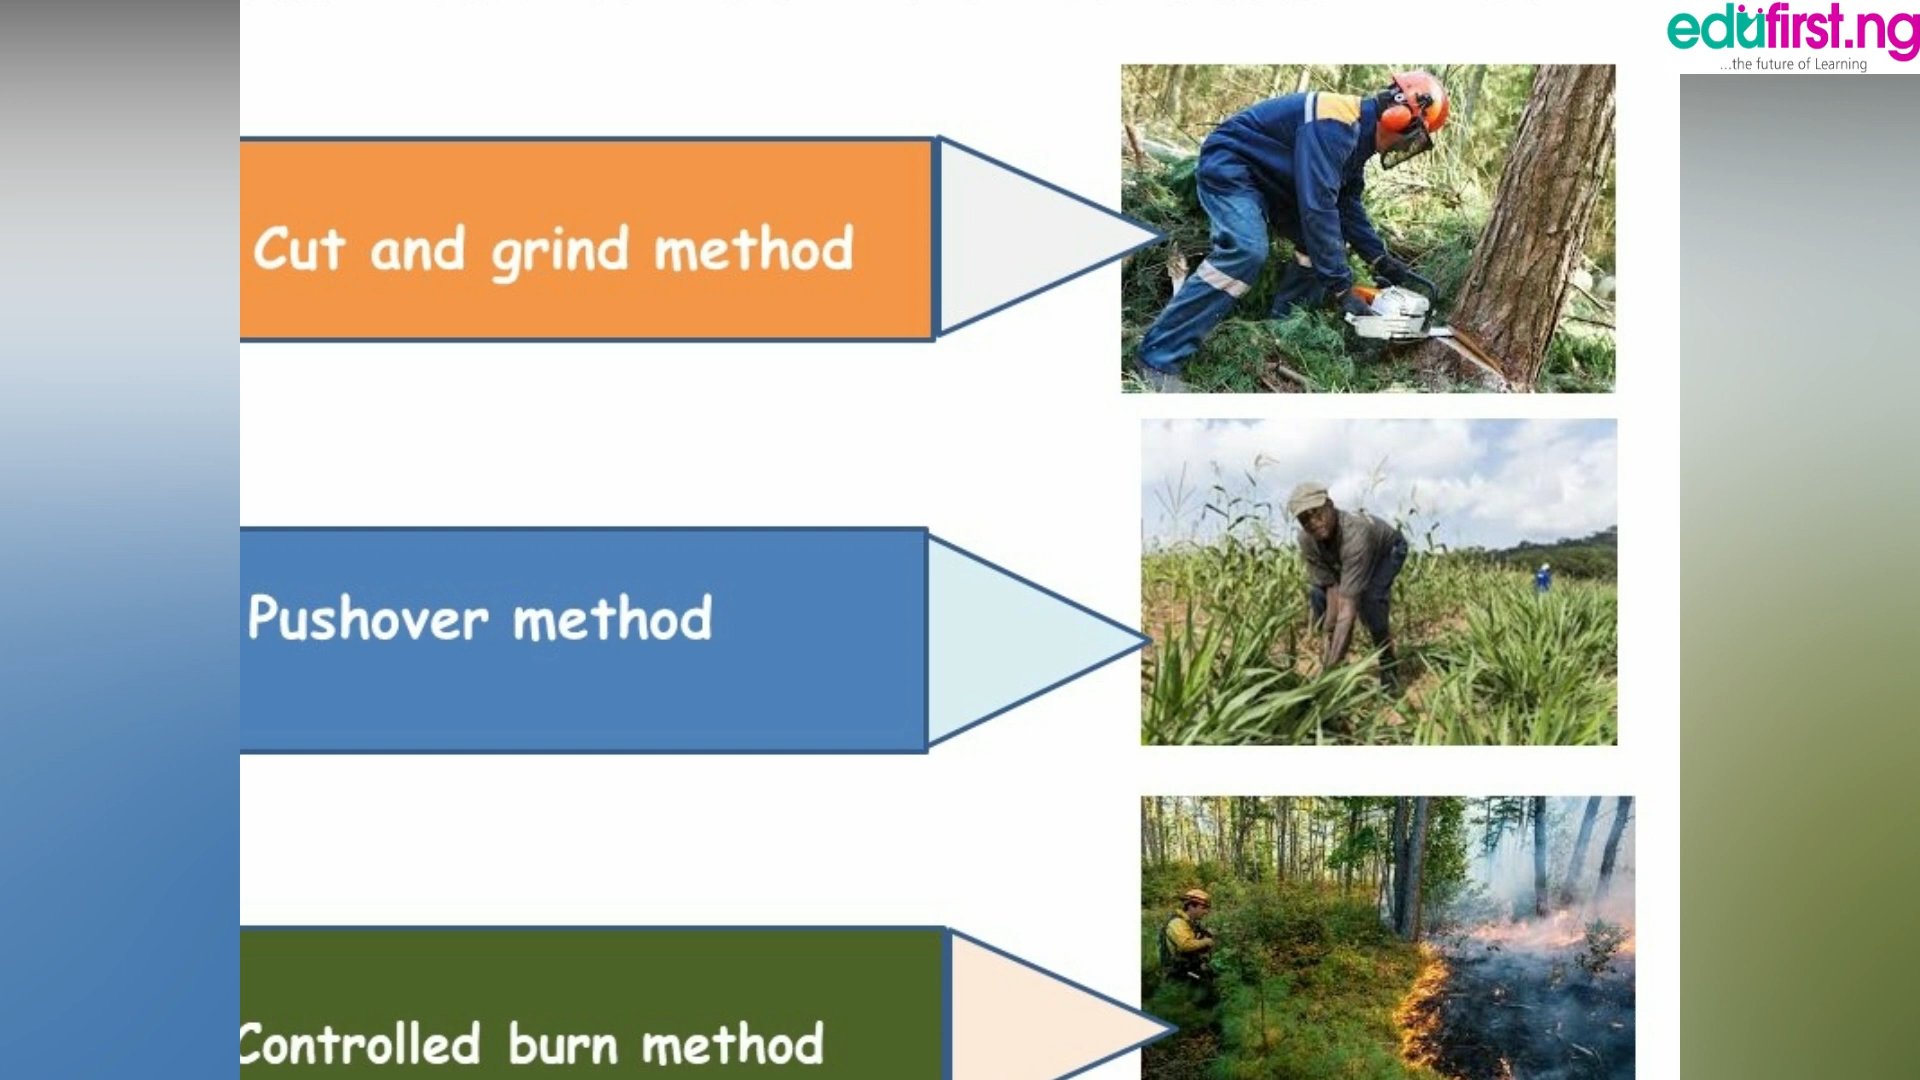 edufirst.ng
...the future of Learning
Cut and grind method
Pushover method
Controlled burn method